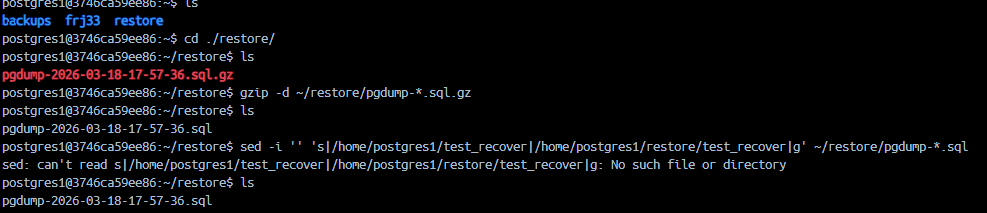 postgres1@3746ca59ee86:~$ ls
backups  frj33  restore
postgres1@3746ca59ee86:~$ cd ./restore/
postgres1@3746ca59ee86:~/restore$ ls
pgdump-2026-03-18-17-57-36.sql.gz
postgres1@3746ca59ee86:~/restore$ gzip -d ~/restore/pgdump-*.sql.gz
postgres1@3746ca59ee86:~/restore$ ls
pgdump-2026-03-18-17-57-36.sql
postgres1@3746ca59ee86:~/restore$ sed -i '' 's|/home/postgres1/test_recover|/home/postgres1/restore/test_recover|g' ~/restore/pgdump-*.sql
sed: can't read s|/home/postgres1/test_recover|/home/postgres1/restore/test_recover|g: No such file or directory
postgres1@3746ca59ee86:~/restore$ ls
pgdump-2026-03-18-17-57-36.sql